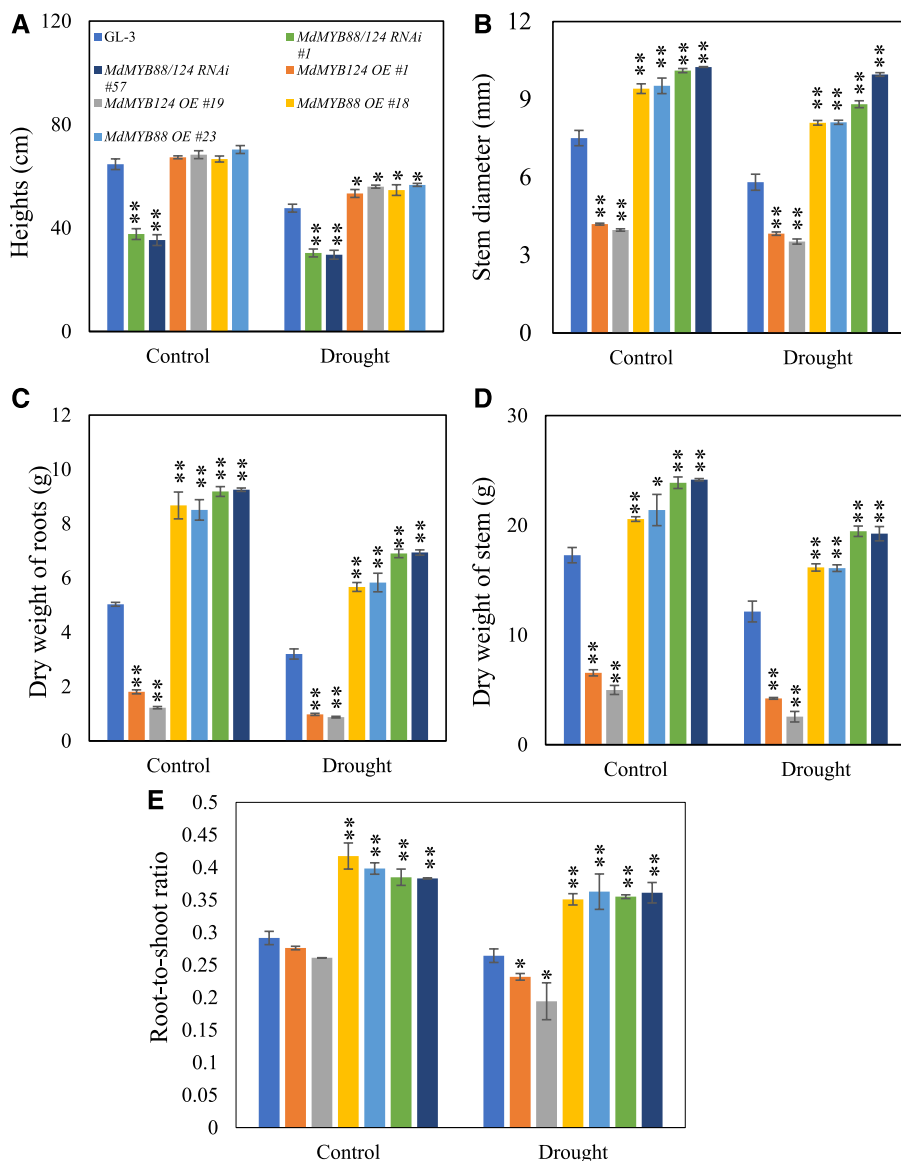 A
120
80
40
0
Heights (cm)
GL-3
MdMYB88/124 RNAi
#1
MdMYB88/124 RNAi
#57
MdMYB124 OE #1
MdMYB124 OE #19
MdMYB88 OE #18
MdMYB88 OE #23
** ** ** ** * * * *
Control
Drought
B
12
9
6
3
0
Stem diameter (mm)
** ** ** ** ** ** ** ** ** ** ** **
Control
Drought
C
12
10
8
6
4
2
0
Dry weight of roots (g)
** ** ** ** ** ** ** ** ** ** ** **
Control
Drought
D
30
20
10
0
Dry weight of stem (g)
** ** ** * ** ** ** ** ** ** ** **
Control
Drought
E
0.5
0.45
0.4
0.35
0.3
0.25
0.2
0.15
0.1
0.05
0
Root-to-shoot ratio
** ** ** ** * * ** ** ** **
Control
Drought